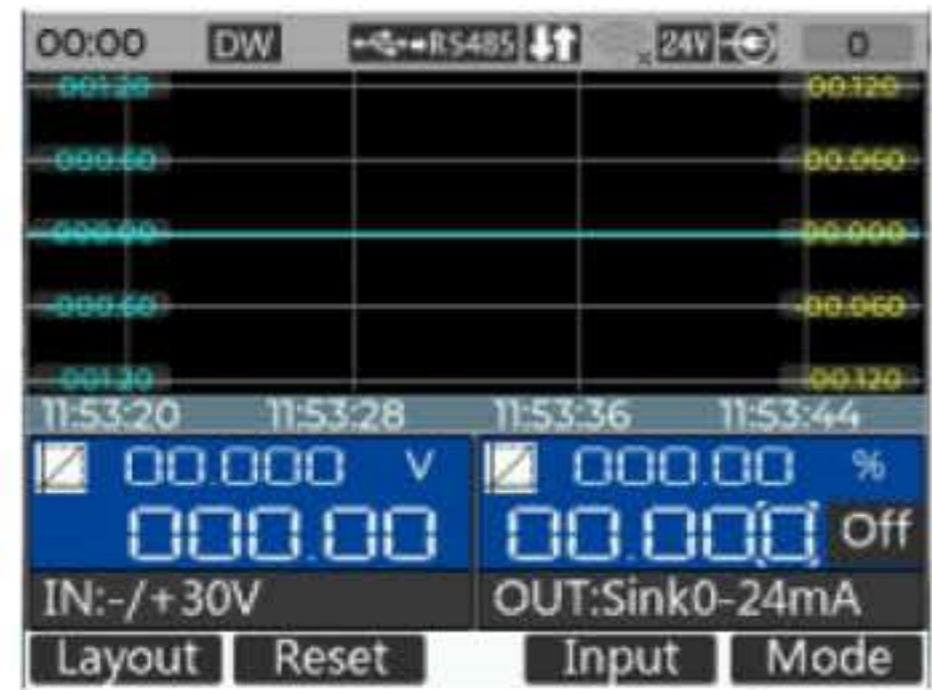 00:00 DW RS485 24V 0
001.20 00.120
000.60 00.060
000.00 00.000
-000.60 -00.060
-001.20 -00.120
11:53:20 11:53:28 11:53:36 11:53:44
00.000 V 000.00 %
000.00 00.000 Off
IN:-/+30V OUT:Sink0-24mA
Layout Reset Input Mode